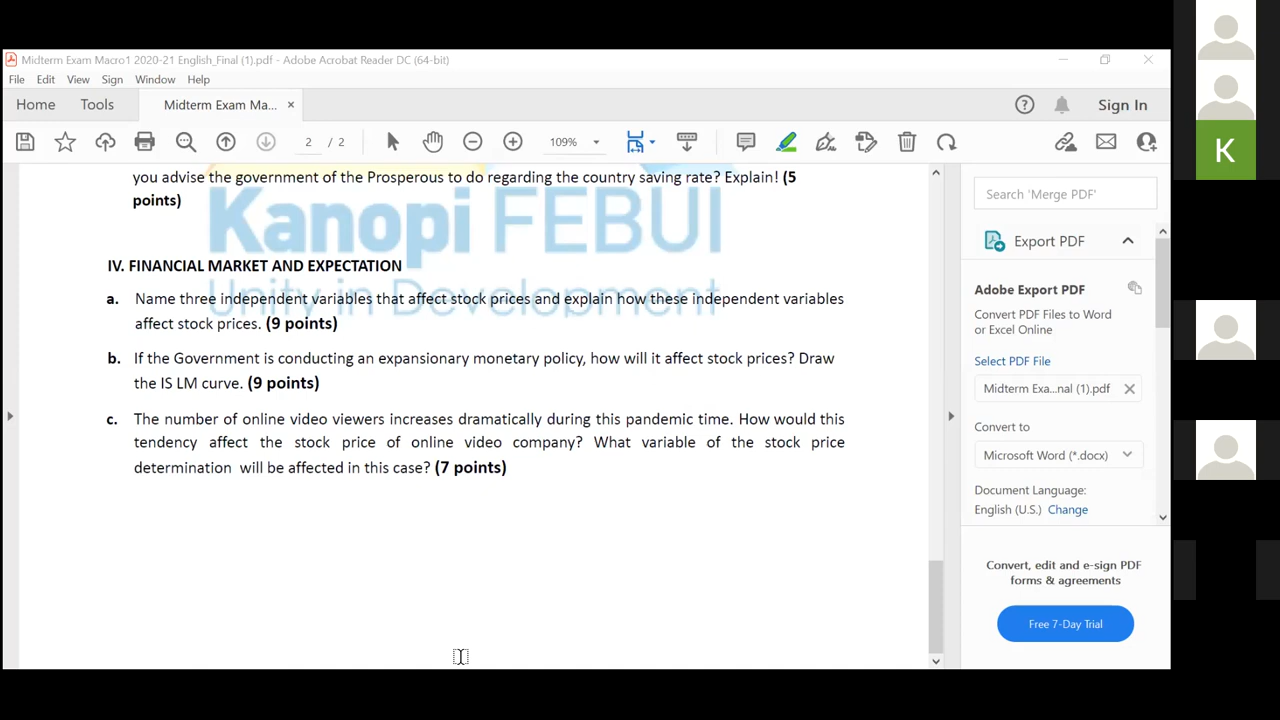 Midterm Exam Macro1 2020-21 English_Final (1).pdf - Adobe Acrobat Reader DC (64-bit)
File Edit View Sign Window Help
Home Tools Midterm Exam Ma... × Sign In
2 / 2 109%
you advise the government of the Prosperous to do regarding the country saving rate? Explain! (5
points)
Kanopi FEBUI
Unity in Development
IV. FINANCIAL MARKET AND EXPECTATION
a. Name three independent variables that affect stock prices and explain how these independent variables
affect stock prices. (9 points)
b. If the Government is conducting an expansionary monetary policy, how will it affect stock prices? Draw
the IS LM curve. (9 points)
c. The number of online video viewers increases dramatically during this pandemic time. How would this
tendency affect the stock price of online video company? What variable of the stock price
determination will be affected in this case? (7 points)
Search 'Merge PDF'
Export PDF
Adobe Export PDF
Convert PDF Files to Word
or Excel Online
Select PDF File
Midterm Exa...nal (1).pdf
Convert to
Microsoft Word (*.docx)
Document Language:
English (U.S.) Change
Convert, edit and e-sign PDF
forms & agreements
Free 7-Day Trial
K